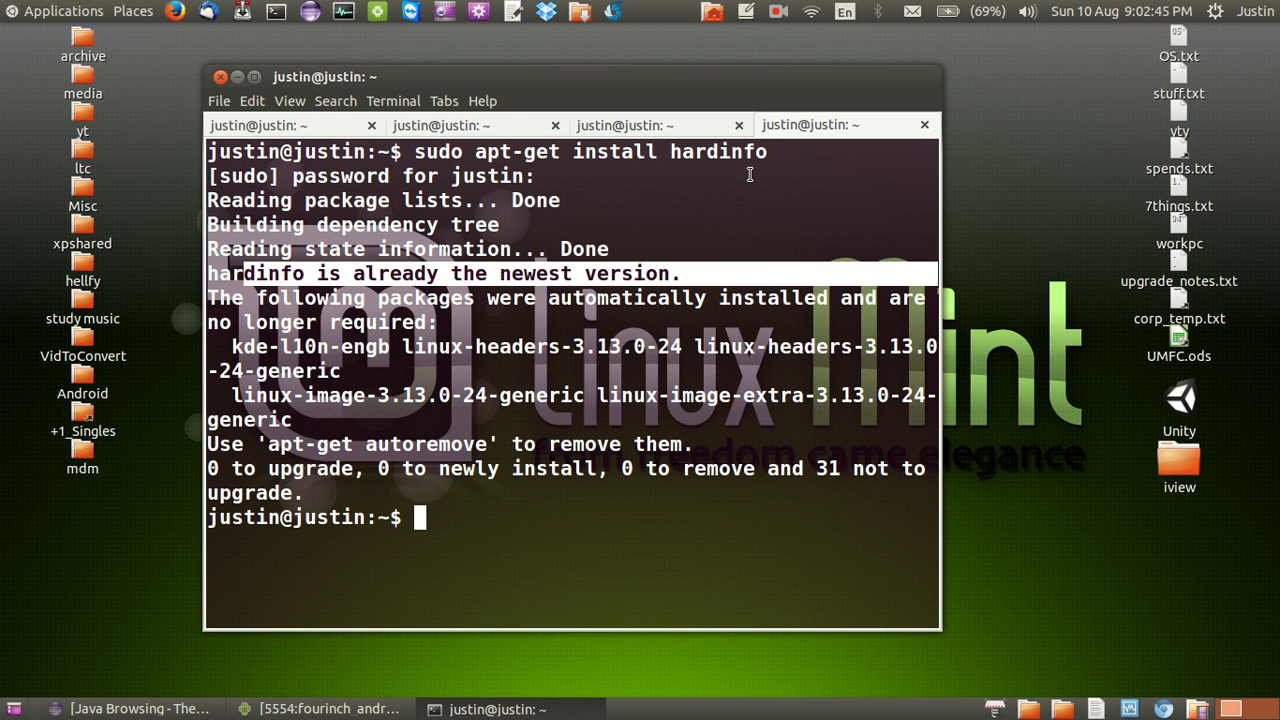 Applications Places En (69%) Sun 10 Aug 9:02:45 PM Justin
archive
media
yt
ltc
Misc
xpshared
hellfy
study music
VidToConvert
Android
+1_Singles
mdm
justin@justin: ~
File Edit View Search Terminal Tabs Help
justin@justin: ~ justin@justin: ~ justin@justin: ~ justin@justin: ~
justin@justin:~$ sudo apt-get install hardinfo
[sudo] password for justin:
Reading package lists... Done
Building dependency tree
Reading state information... Done
hardinfo is already the newest version.
The following packages were automatically installed and are
no longer required:
kde-l10n-engb linux-headers-3.13.0-24 linux-headers-3.13.0
-24-generic
linux-image-3.13.0-24-generic linux-image-extra-3.13.0-24-
generic
Use 'apt-get autoremove' to remove them.
0 to upgrade, 0 to newly install, 0 to remove and 31 not to
upgrade.
justin@justin:~$
Linux Mint
from freedom came elegance
OS.txt
stuff.txt
vty
spends.txt
7things.txt
workpc
upgrade_notes.txt
corp_temp.txt
UMFC.ods
Unity
iview
[Java Browsing - The... [5554:fourinch_andr... justin@justin: ~